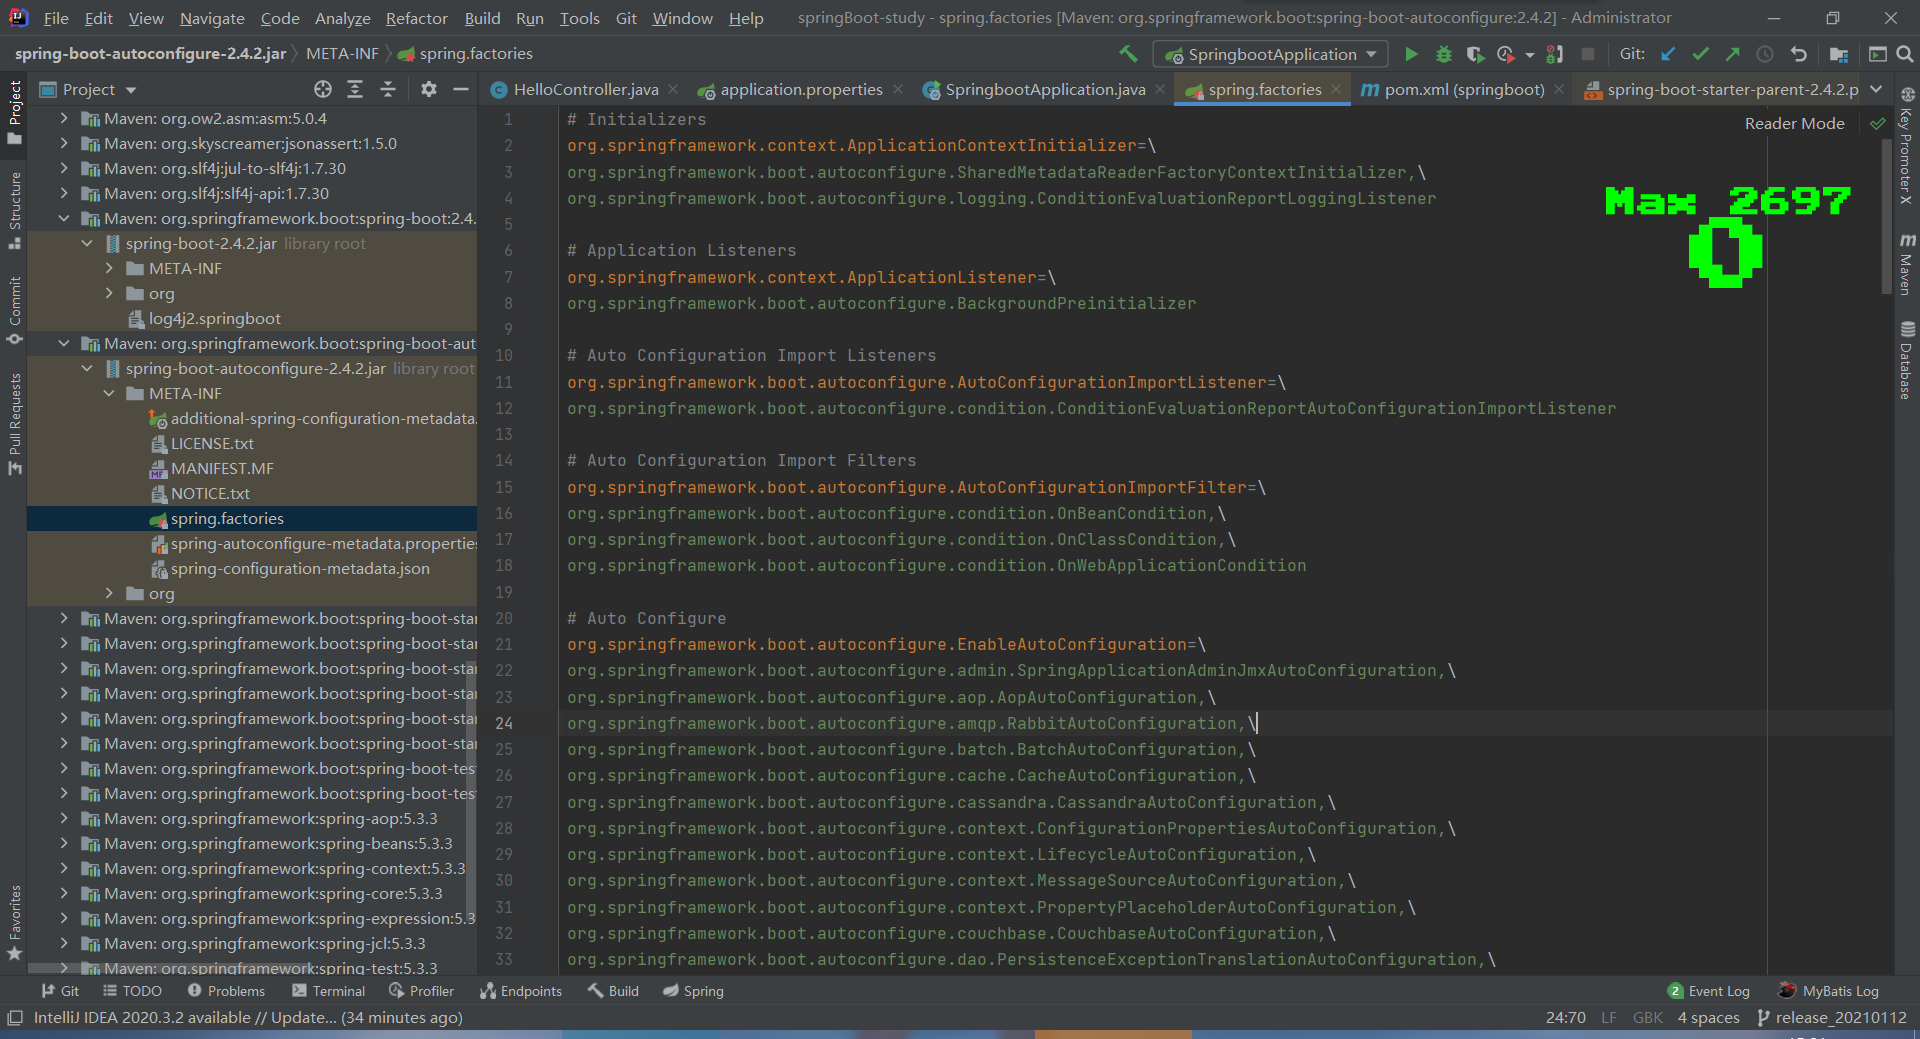 File Edit View Navigate Code Analyze Refactor Build Run Tools Git Window Help springBoot-study - spring.factories [Maven: org.springframework.boot:spring-boot-autoconfigure:2.4.2] - Administrator
spring-boot-autoconfigure-2.4.2.jar META-INF spring.factories SpringbootApplication Git:
Project HelloController.java application.properties SpringbootApplication.java spring.factories pom.xml (springboot) spring-boot-starter-parent-2.4.2.p
Reader Mode
Max 2697
0
Project
Structure
Commit
Pull Requests
Favorites
Maven: org.ow2.asm:asm:5.0.4
Maven: org.skyscreamer:jsonassert:1.5.0
Maven: org.slf4j:jul-to-slf4j:1.7.30
Maven: org.slf4j:slf4j-api:1.7.30
Maven: org.springframework.boot:spring-boot:2.4.
spring-boot-2.4.2.jar library root
META-INF
org
log4j2.springboot
Maven: org.springframework.boot:spring-boot-aut
spring-boot-autoconfigure-2.4.2.jar library root
META-INF
additional-spring-configuration-metadata.
LICENSE.txt
MANIFEST.MF
NOTICE.txt
spring.factories
spring-autoconfigure-metadata.properties
spring-configuration-metadata.json
org
Maven: org.springframework.boot:spring-boot-star
Maven: org.springframework.boot:spring-boot-star
Maven: org.springframework.boot:spring-boot-star
Maven: org.springframework.boot:spring-boot-star
Maven: org.springframework.boot:spring-boot-star
Maven: org.springframework.boot:spring-boot-star
Maven: org.springframework.boot:spring-boot-tes
Maven: org.springframework.boot:spring-boot-tes
Maven: org.springframework:spring-aop:5.3.3
Maven: org.springframework:spring-beans:5.3.3
Maven: org.springframework:spring-context:5.3.3
Maven: org.springframework:spring-core:5.3.3
Maven: org.springframework:spring-expression:5.3
Maven: org.springframework:spring-jcl:5.3.3
Maven: org.springframework:spring-test:5.3.3
1 # Initializers
2 org.springframework.context.ApplicationContextInitializer=\
3 org.springframework.boot.autoconfigure.SharedMetadataReaderFactoryContextInitializer,\
4 org.springframework.boot.autoconfigure.logging.ConditionEvaluationReportLoggingListener
5
6 # Application Listeners
7 org.springframework.context.ApplicationListener=\
8 org.springframework.boot.autoconfigure.BackgroundPreinitializer
9
10 # Auto Configuration Import Listeners
11 org.springframework.boot.autoconfigure.AutoConfigurationImportListener=\
12 org.springframework.boot.autoconfigure.condition.ConditionEvaluationReportAutoConfigurationImportListener
13
14 # Auto Configuration Import Filters
15 org.springframework.boot.autoconfigure.AutoConfigurationImportFilter=\
16 org.springframework.boot.autoconfigure.condition.OnBeanCondition,\
17 org.springframework.boot.autoconfigure.condition.OnClassCondition,\
18 org.springframework.boot.autoconfigure.condition.OnWebApplicationCondition
19
20 # Auto Configure
21 org.springframework.boot.autoconfigure.EnableAutoConfiguration=\
22 org.springframework.boot.autoconfigure.admin.SpringApplicationAdminJmxAutoConfiguration,\
23 org.springframework.boot.autoconfigure.aop.AopAutoConfiguration,\
24 org.springframework.boot.autoconfigure.amqp.RabbitAutoConfiguration,\
25 org.springframework.boot.autoconfigure.batch.BatchAutoConfiguration,\
26 org.springframework.boot.autoconfigure.cache.CacheAutoConfiguration,\
27 org.springframework.boot.autoconfigure.cassandra.CassandraAutoConfiguration,\
28 org.springframework.boot.autoconfigure.context.ConfigurationPropertiesAutoConfiguration,\
29 org.springframework.boot.autoconfigure.context.LifecycleAutoConfiguration,\
30 org.springframework.boot.autoconfigure.context.MessageSourceAutoConfiguration,\
31 org.springframework.boot.autoconfigure.context.PropertyPlaceholderAutoConfiguration,\
32 org.springframework.boot.autoconfigure.couchbase.CouchbaseAutoConfiguration,\
33 org.springframework.boot.autoconfigure.dao.PersistenceExceptionTranslationAutoConfiguration,\
Key Promoter X
Maven
Database
Git TODO Problems Terminal Profiler Endpoints Build Spring 2 Event Log MyBatis Log
IntelliJ IDEA 2020.3.2 available // Update... (34 minutes ago) 24:70 LF GBK 4 spaces release_20210112